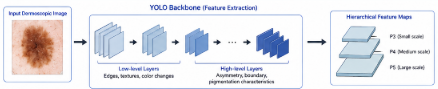 Input Dermoscopic Image
YOLO Backbone (Feature Extraction)
Low-level Layers
Edges, textures, color changes
...
High-level Layers
Asymmetry, boundary,
pigmentation characteristics
Hierarchical Feature Maps
P3 (Small scale)
P4 (Medium scale)
P5 (Large scale)